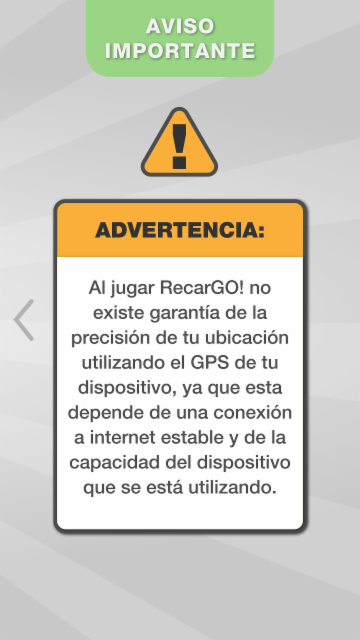 AVISO
IMPORTANTE
!
ADVERTENCIA:
Al jugar RecarGO! no
existe garantía de la
precisión de tu ubicación
utilizando el GPS de tu
dispositivo, ya que esta
depende de una conexión
a internet estable y de la
capacidad del dispositivo
que se está utilizando.